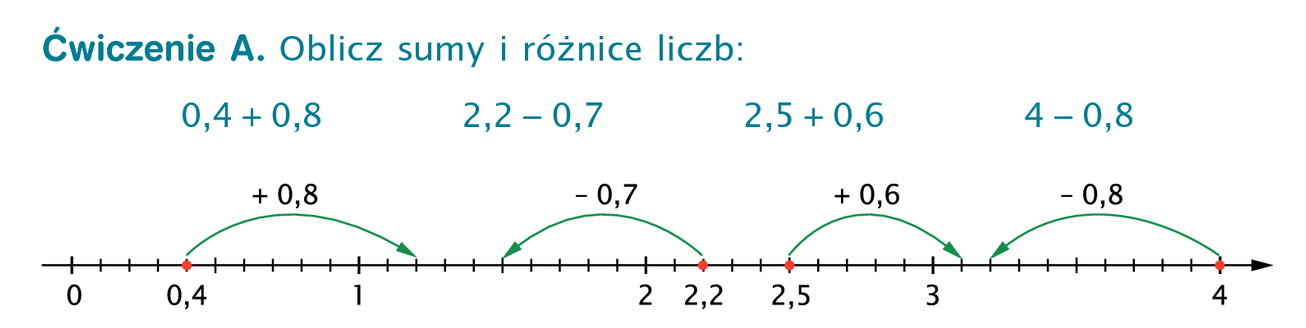 Ćwiczenie A. Oblicz sumy i różnice liczb:
0,4 + 0,8 2,2 – 0,7 2,5 + 0,6 4 – 0,8
+ 0,8 – 0,7 + 0,6 – 0,8
0 0,4 1 2 2,2 2,5 3 4